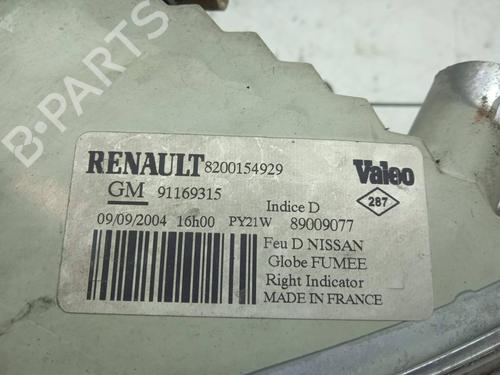 B-PARTS
RENAULT 8200154929 Valeo
GM 91169315
287
Indice D
09/09/2004 16h00 PY21W 89009077
Feu D NISSAN
Globe FUMEE
Right Indicator
MADE IN FRANCE